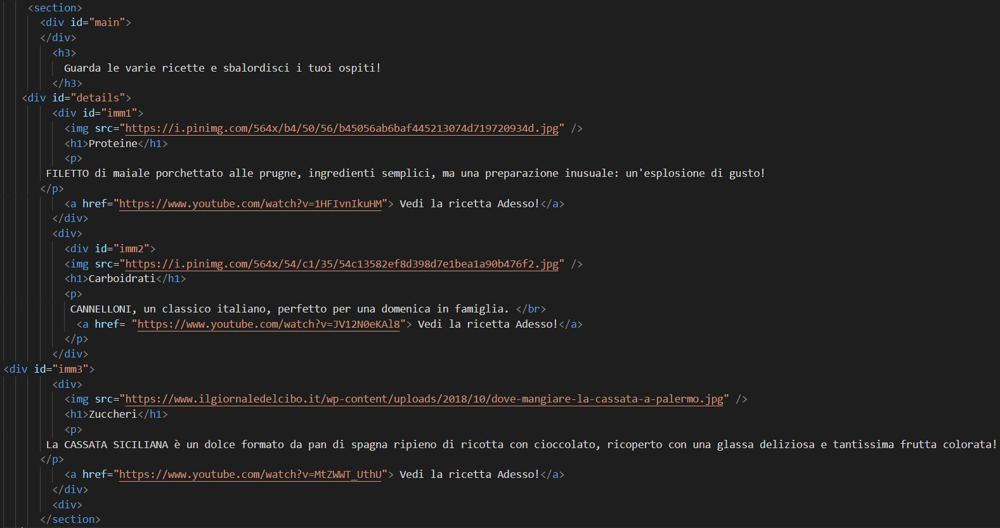 <section>
<div id="main">
</div>
<h3>
Guarda le varie ricette e sbalordisci i tuoi ospiti!
</h3>
<div id="details">
<div id="imm1">
<img src="https://i.pinimg.com/564x/b4/50/56/b45056ab6baf445213074d719720934d.jpg" />
<h1>Proteine</h1>
<p>
FILETTO di maiale porchettato alle prugne, ingredienti semplici, ma una preparazione inusuale: un'esplosione di gusto!
</p>
<a href="https://www.youtube.com/watch?v=1HFIvnIkuHM"> Vedi la ricetta Adesso!</a>
</div>
<div>
<div id="imm2">
<img src="https://i.pinimg.com/564x/54/c1/35/54c13582ef8d398d7e1bea1a90b476f2.jpg" />
<h1>Carboidrati</h1>
<p>
CANNELLONI, un classico italiano, perfetto per una domenica in famiglia. </br>
<a href= "https://www.youtube.com/watch?v=JV12N0eKAl8"> Vedi la ricetta Adesso!</a>
</p>
</div>
<div id="imm3">
<div>
<img src="https://www.ilgiornaledelcibo.it/wp-content/uploads/2018/10/dove-mangiare-la-cassata-a-palermo.jpg" />
<h1>Zuccheri</h1>
<p>
La CASSATA SICILIANA è un dolce formato da pan di spagna ripieno di ricotta con cioccolato, ricoperto con una glassa deliziosa e tantissima frutta colorata!
</p>
<a href="https://www.youtube.com/watch?v=MtZWWT_UthU"> Vedi la ricetta Adesso!</a>
</div>
<div>
</section>